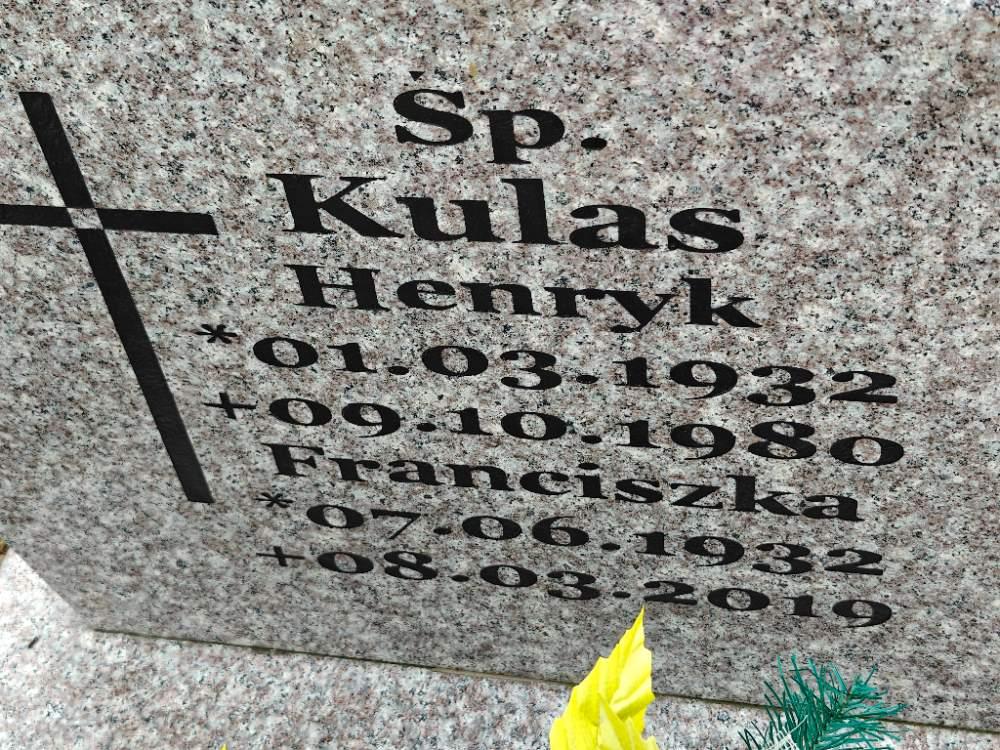 Śp.
Kulas
Henryk
*01.03.1932
+09.10.1980
Franciszka
*07.06.1932
+08.03.2019